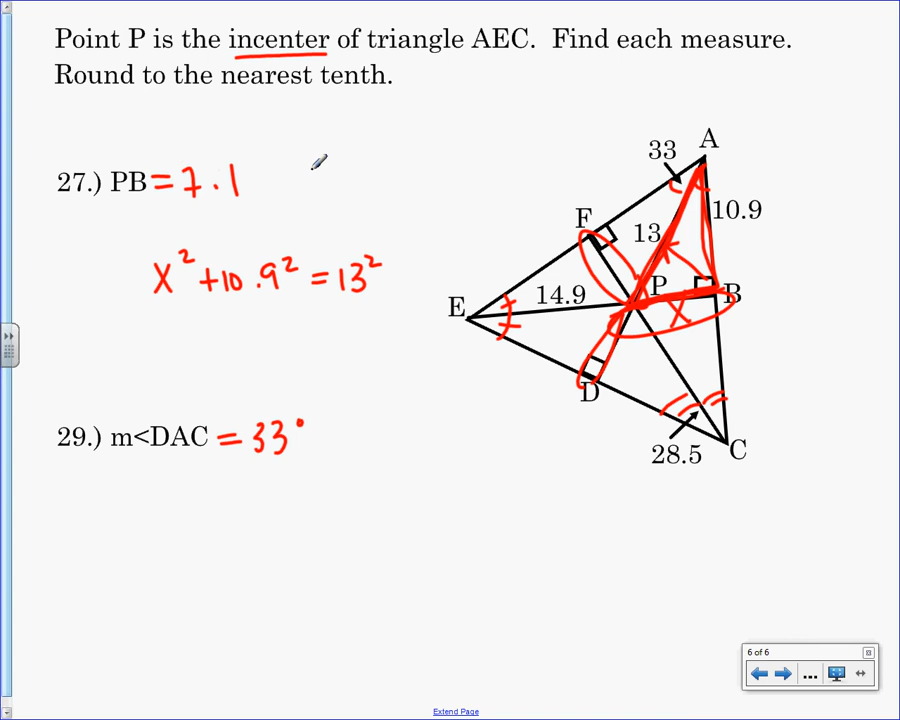 Point P is the incenter of triangle AEC. Find each measure.
Round to the nearest tenth.
27.) PB = 7.1
x² + 10.9² = 13²
29.) m<DAC = 33°
A
33
10.9
F
13
P
B
E
14.9
x
D
28.5
C
6 of 6
...
Extend Page